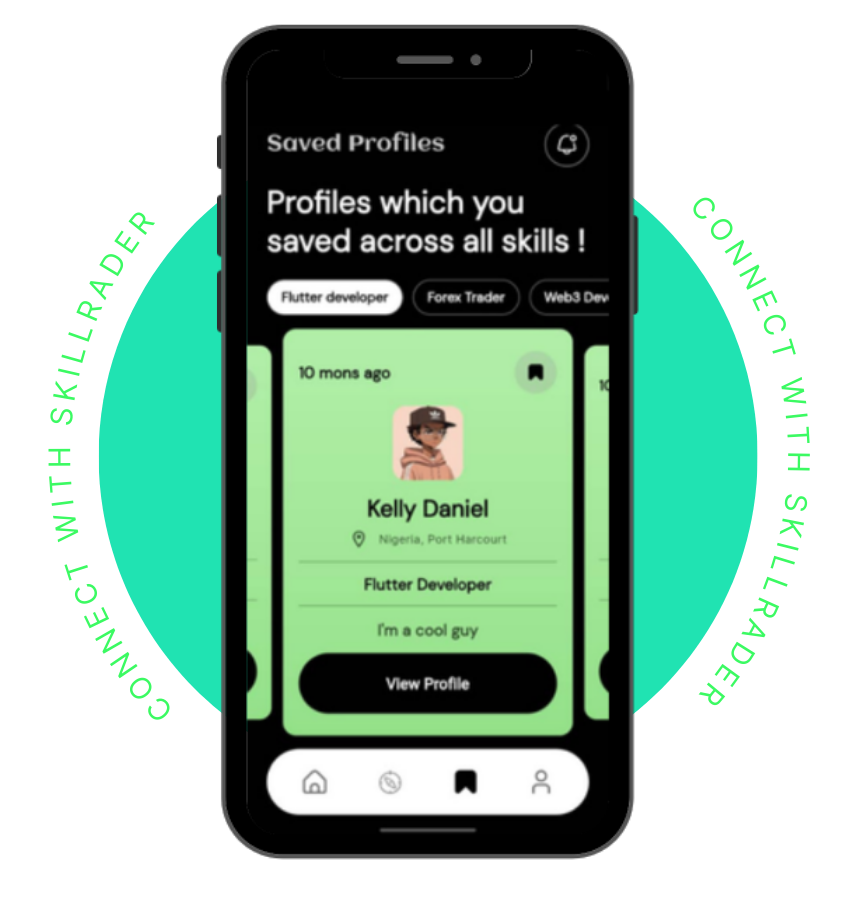 CONNECT WITH SKILLRADER
Saved Profiles
Profiles which you
saved across all skills !
Flutter developer
Forex Trader
Web3 Dev
10 mons ago
10
Kelly Daniel
Nigeria, Port Harcourt
Flutter Developer
I'm a cool guy
View Profile
CONNECT WITH SKILLRADER